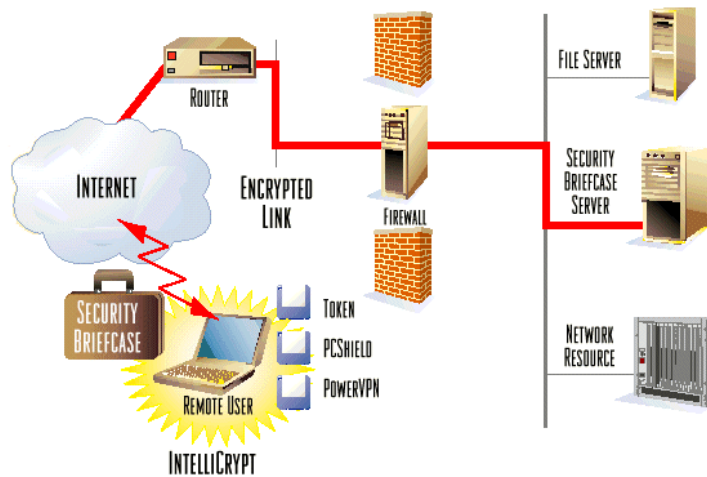 Router
Internet
Encrypted
Link
Firewall
File Server
Security
Briefcase
Server
Security
Briefcase
Token
PCShield
PowerVPN
Remote User
IntelliCrypt
Network
Resource